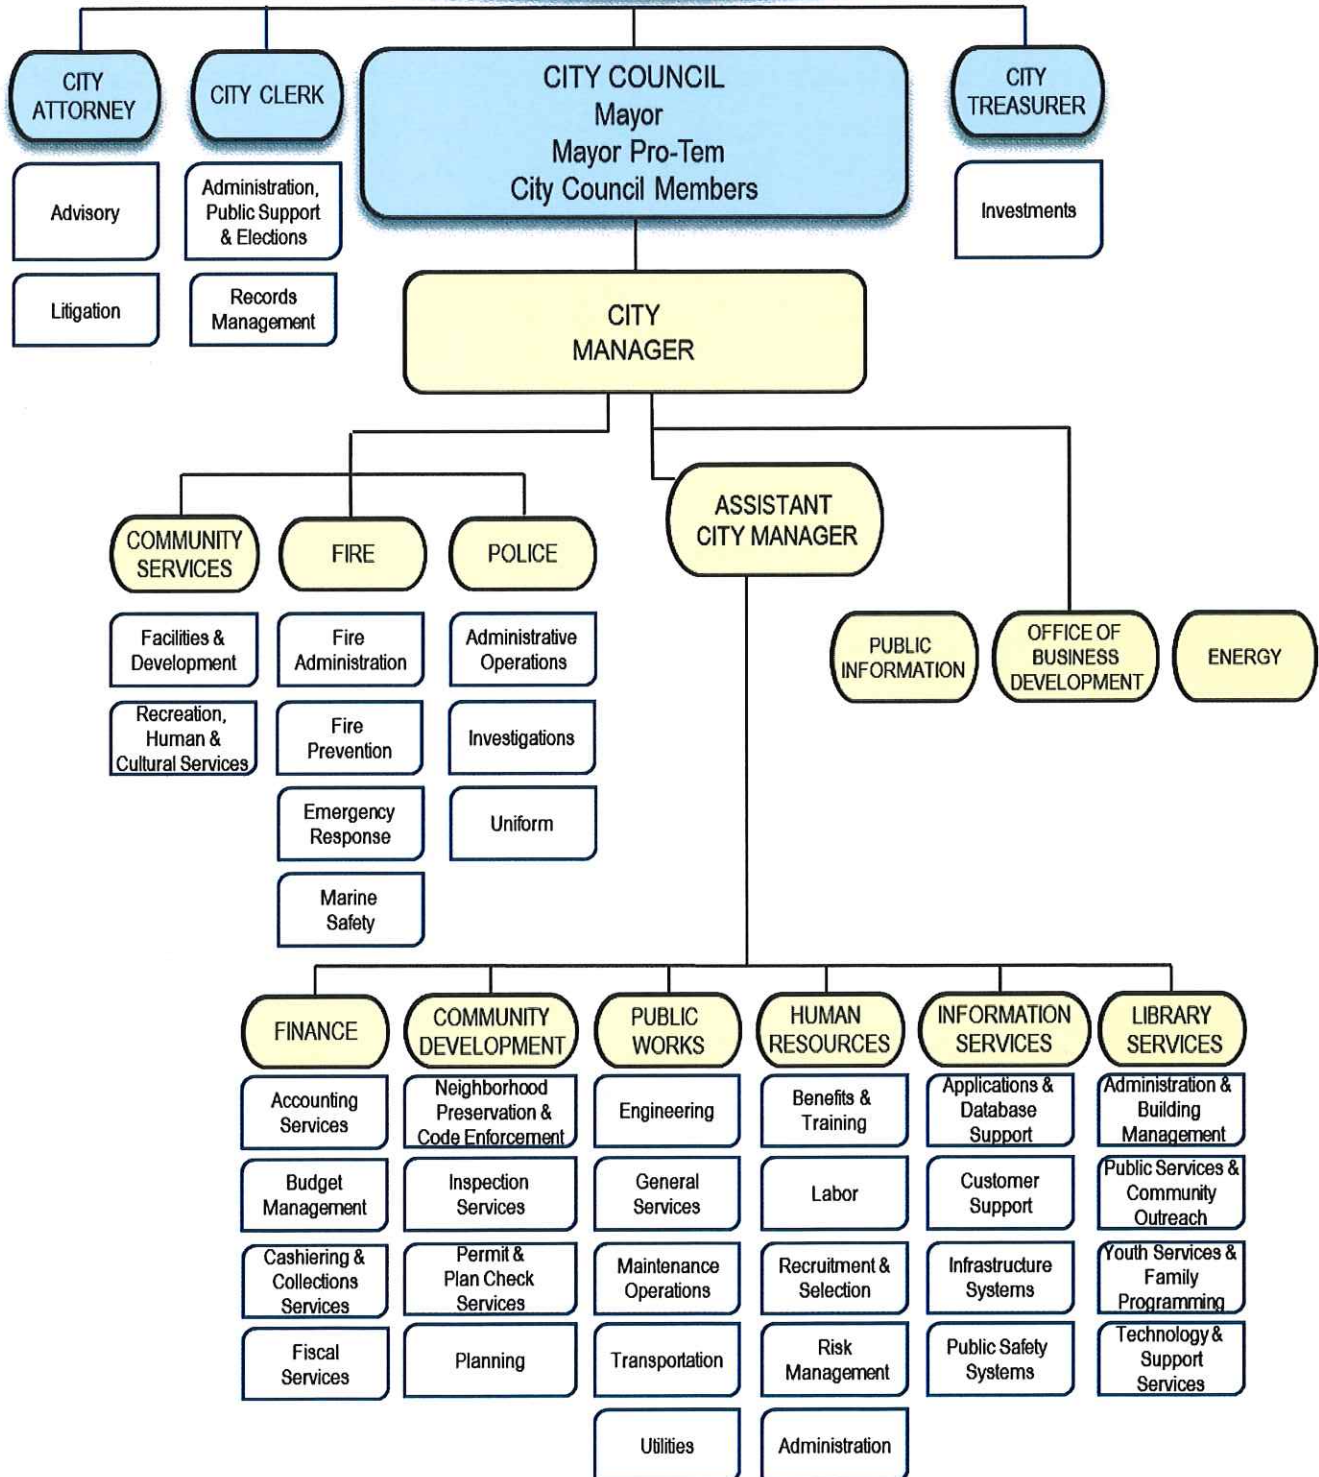 CITY
ATTORNEY
CITY CLERK
CITY COUNCIL
Mayor
Mayor Pro-Tem
City Council Members
CITY
TREASURER
Advisory
Litigation
Administration,
Public Support
& Elections
Records
Management
Investments
CITY
MANAGER
ASSISTANT
CITY MANAGER
COMMUNITY
SERVICES
FIRE
POLICE
Facilities &
Development
Recreation,
Human &
Cultural Services
Fire
Administration
Fire
Prevention
Emergency
Response
Marine
Safety
Administrative
Operations
Investigations
Uniform
PUBLIC
INFORMATION
OFFICE OF
BUSINESS
DEVELOPMENT
ENERGY
FINANCE
Accounting
Services
Budget
Management
Cashiering &
Collections
Services
Fiscal
Services
COMMUNITY
DEVELOPMENT
Neighborhood
Preservation &
Code Enforcement
Inspection
Services
Permit &
Plan Check
Services
Planning
PUBLIC
WORKS
Engineering
General
Services
Maintenance
Operations
Transportation
Utilities
HUMAN
RESOURCES
Benefits &
Training
Labor
Recruitment &
Selection
Risk
Management
Administration
INFORMATION
SERVICES
Applications &
Database
Support
Customer
Support
Infrastructure
Systems
Public Safety
Systems
LIBRARY
SERVICES
Administration &
Building
Management
Public Services &
Community
Outreach
Youth Services &
Family
Programming
Technology &
Support
Services